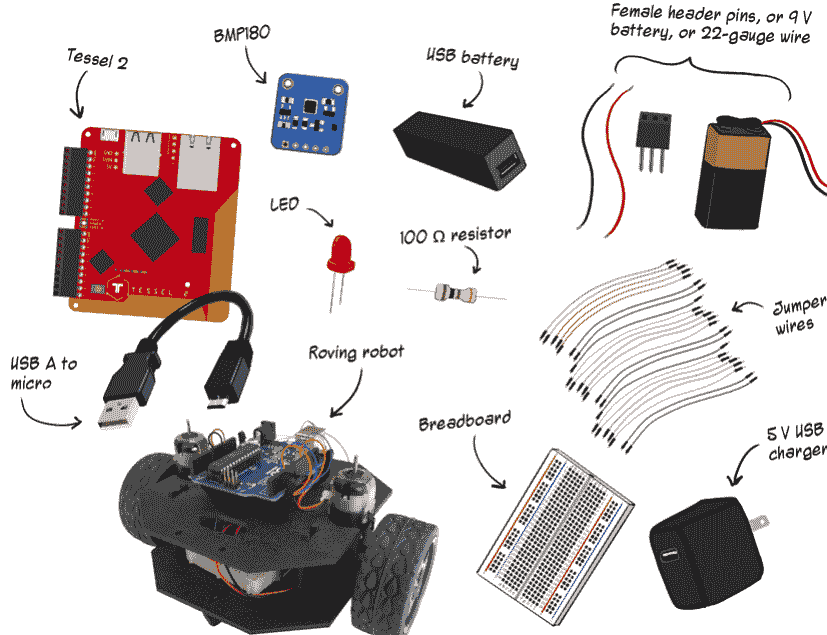 Female header pins, or 9 V
battery, or 22-gauge wire
BMP180
Tessel 2
USB battery
LED
100 Ω resistor
TESSEL 2
Jumper
wires
USB A to
micro
Roving robot
Breadboard
5 V USB
charger